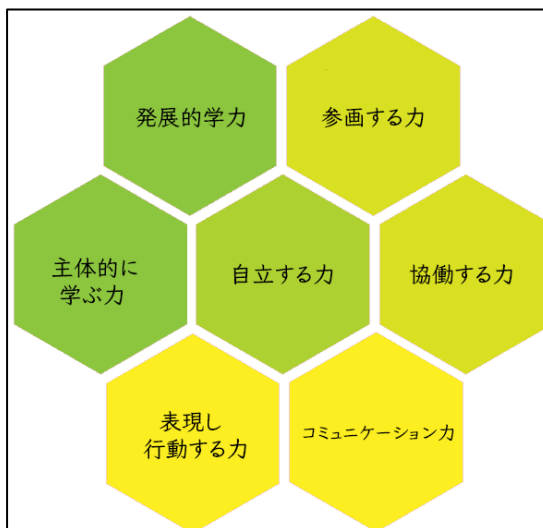 発展的学力
参画する力
主体的に
学ぶ力
自立する力
協働する力
表現し
行動する力
コミュニケーション力